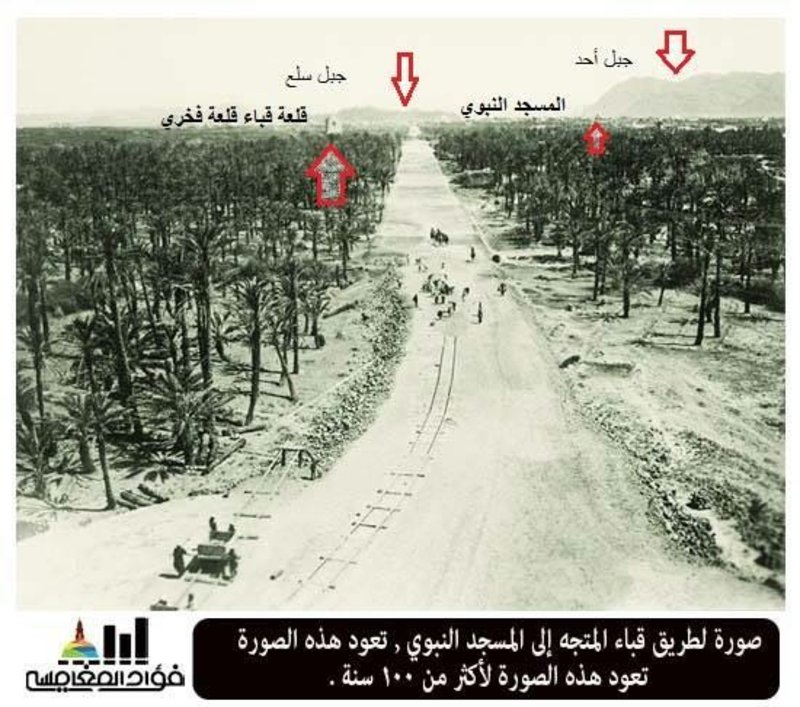 جبل أحد
جبل سلع
المسجد النبوي
قلعة قباء قلعة فخري
صورة لطريق قباء المتجه إلى المسجد النبوي , تعود هذه الصورة
تعود هذه الصورة لأكثر من ١٠٠ سنة .
فؤاد المغامسي